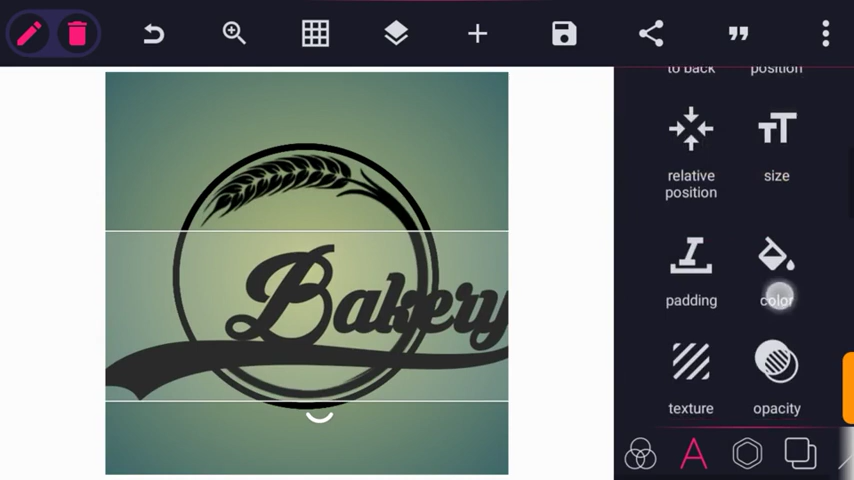 to back
position
relative
position
size
padding
color
texture
opacity
Bakery